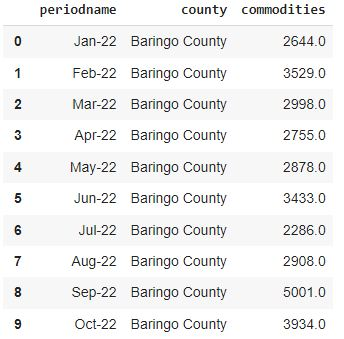 periodname county commodities
0 Jan-22 Baringo County 2644.0
1 Feb-22 Baringo County 3529.0
2 Mar-22 Baringo County 2998.0
3 Apr-22 Baringo County 2755.0
4 May-22 Baringo County 2878.0
5 Jun-22 Baringo County 3433.0
6 Jul-22 Baringo County 2286.0
7 Aug-22 Baringo County 2908.0
8 Sep-22 Baringo County 5001.0
9 Oct-22 Baringo County 3934.0